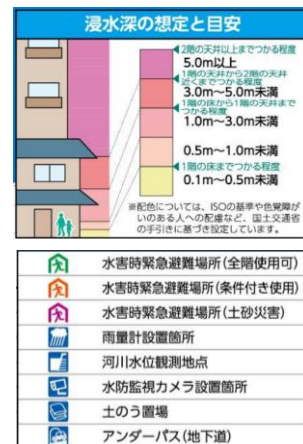 浸水深の想定と目安
2階の天井以上までつかる程度
5.0m以上
1階の天井から2階の天井
近くまでつかる程度
3.0m〜5.0m未満
1階の床から1階の天井まで
つかる程度
1.0m〜3.0m未満
0.5m〜1.0m未満
1階の床までつかる程度
0.1m〜0.5m未満
※配色については、ISOの基準や色覚障がい
のある人への配慮など、国土交通省
の手引きに基づき設定しています。
水害時緊急避難場所(全階使用可)
水害時緊急避難場所(条件付き使用)
水害時緊急避難場所(土砂災害)
雨量計設置箇所
河川水位観測地点
水防監視カメラ設置箇所
土のう置場
アンダーパス(地下道)